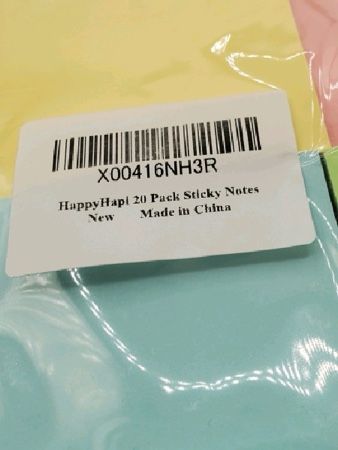 X00416NH3R
HappyHapi 20 Pack Sticky Notes
New Made in China